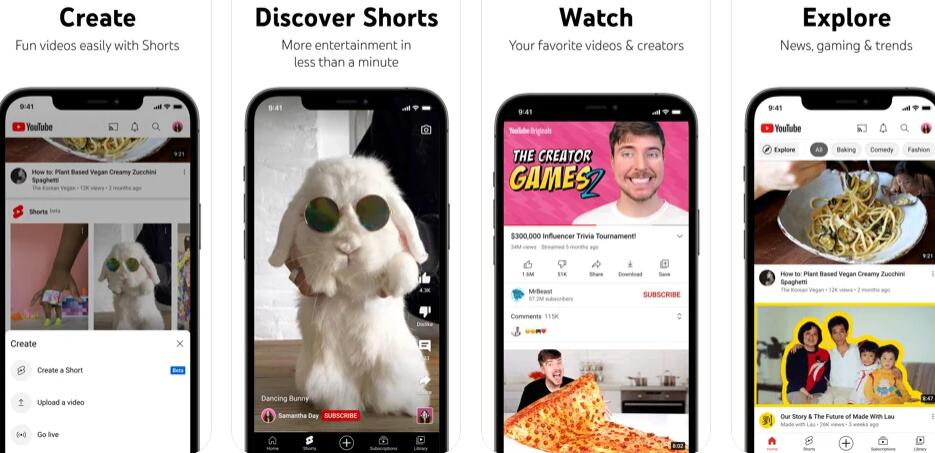 Create
Fun videos easily with Shorts
9:41
YouTube
9:21
How to: Plant Based Vegan Creamy Zucchini
Spaghetti
The Korean Vegan • 12K views • 2 months ago
Shorts beta
Create
Create a Short
Beta
Upload a video
Go live
Discover Shorts
More entertainment in
less than a minute
9:41
4.3K
Dislike
Dancing Bunny
Samantha Day SUBSCRIBE
Home Shorts Subscriptions Library
Watch
Your favorite videos & creators
9:41
YouTube Originals
THE CREATOR
GAMES 2
$300,000 Influencer Trivia Tournament!
34M views Streamed 5 months ago
1.6M 51K Share Download Save
MrBeast
57.2M subscribers
SUBSCRIBE
Comments 115K
8:02
Explore
News, gaming & trends
9:41
YouTube
Explore All Baking Comedy Fashion
9:21
How to: Plant Based Vegan Creamy Zucchini
Spaghetti
The Korean Vegan • 12K views • 2 months ago
8:47
Our Story & The Future of Made With Lau
Made with Lau • 26K views • 3 weeks ago
Home Shorts Subscriptions Library